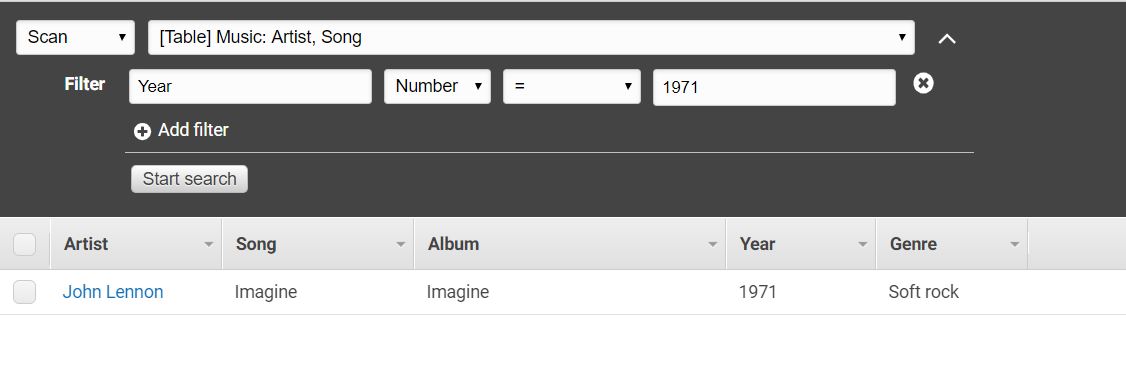 Scan [Table] Music: Artist, Song
Filter Year Number = 1971
Add filter
Start search
Artist Song Album Year Genre
John Lennon Imagine Imagine 1971 Soft rock